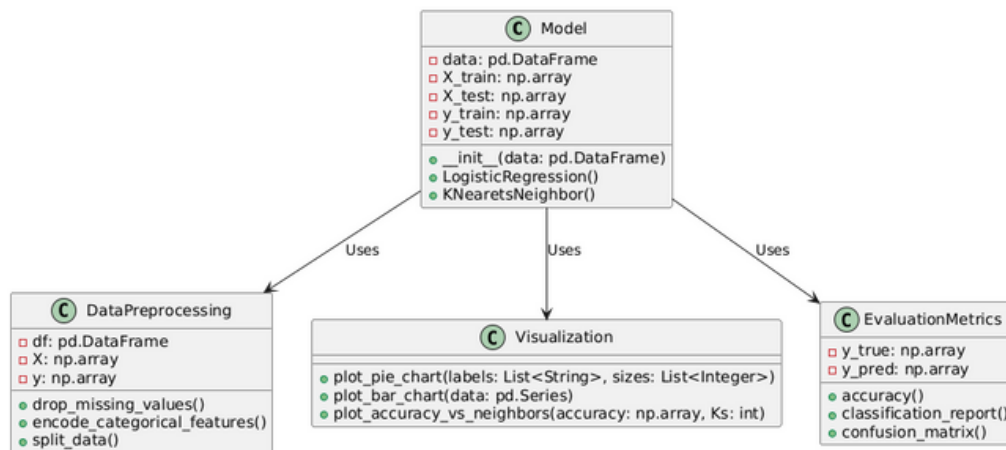 C Model
data: pd.DataFrame
X_train: np.array
X_test: np.array
y_train: np.array
y_test: np.array
__init__(data: pd.DataFrame)
LogisticRegression()
KNearetsNeighbor()
Uses
Uses
Uses
C DataPreprocessing
df: pd.DataFrame
X: np.array
y: np.array
drop_missing_values()
encode_categorical_features()
split_data()
C Visualization
plot_pie_chart(labels: List<String>, sizes: List<Integer>)
plot_bar_chart(data: pd.Series)
plot_accuracy_vs_neighbors(accuracy: np.array, Ks: int)
C EvaluationMetrics
y_true: np.array
y_pred: np.array
accuracy()
classification_report()
confusion_matrix()